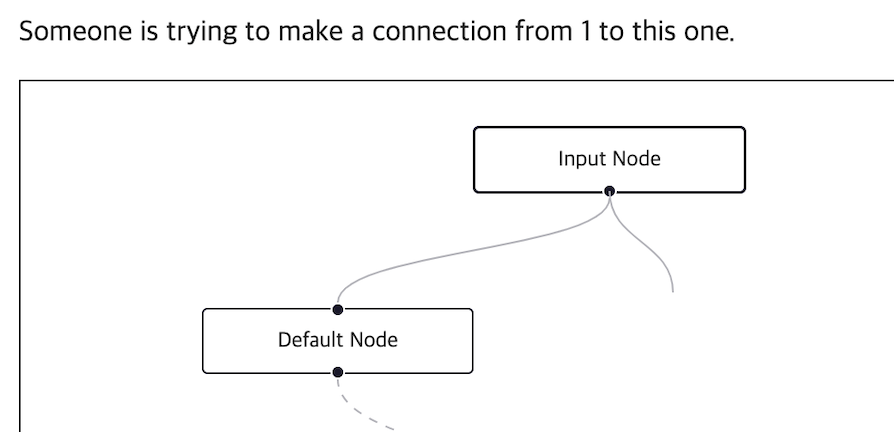 Someone is trying to make a connection from 1 to this one.
Input Node
Default Node